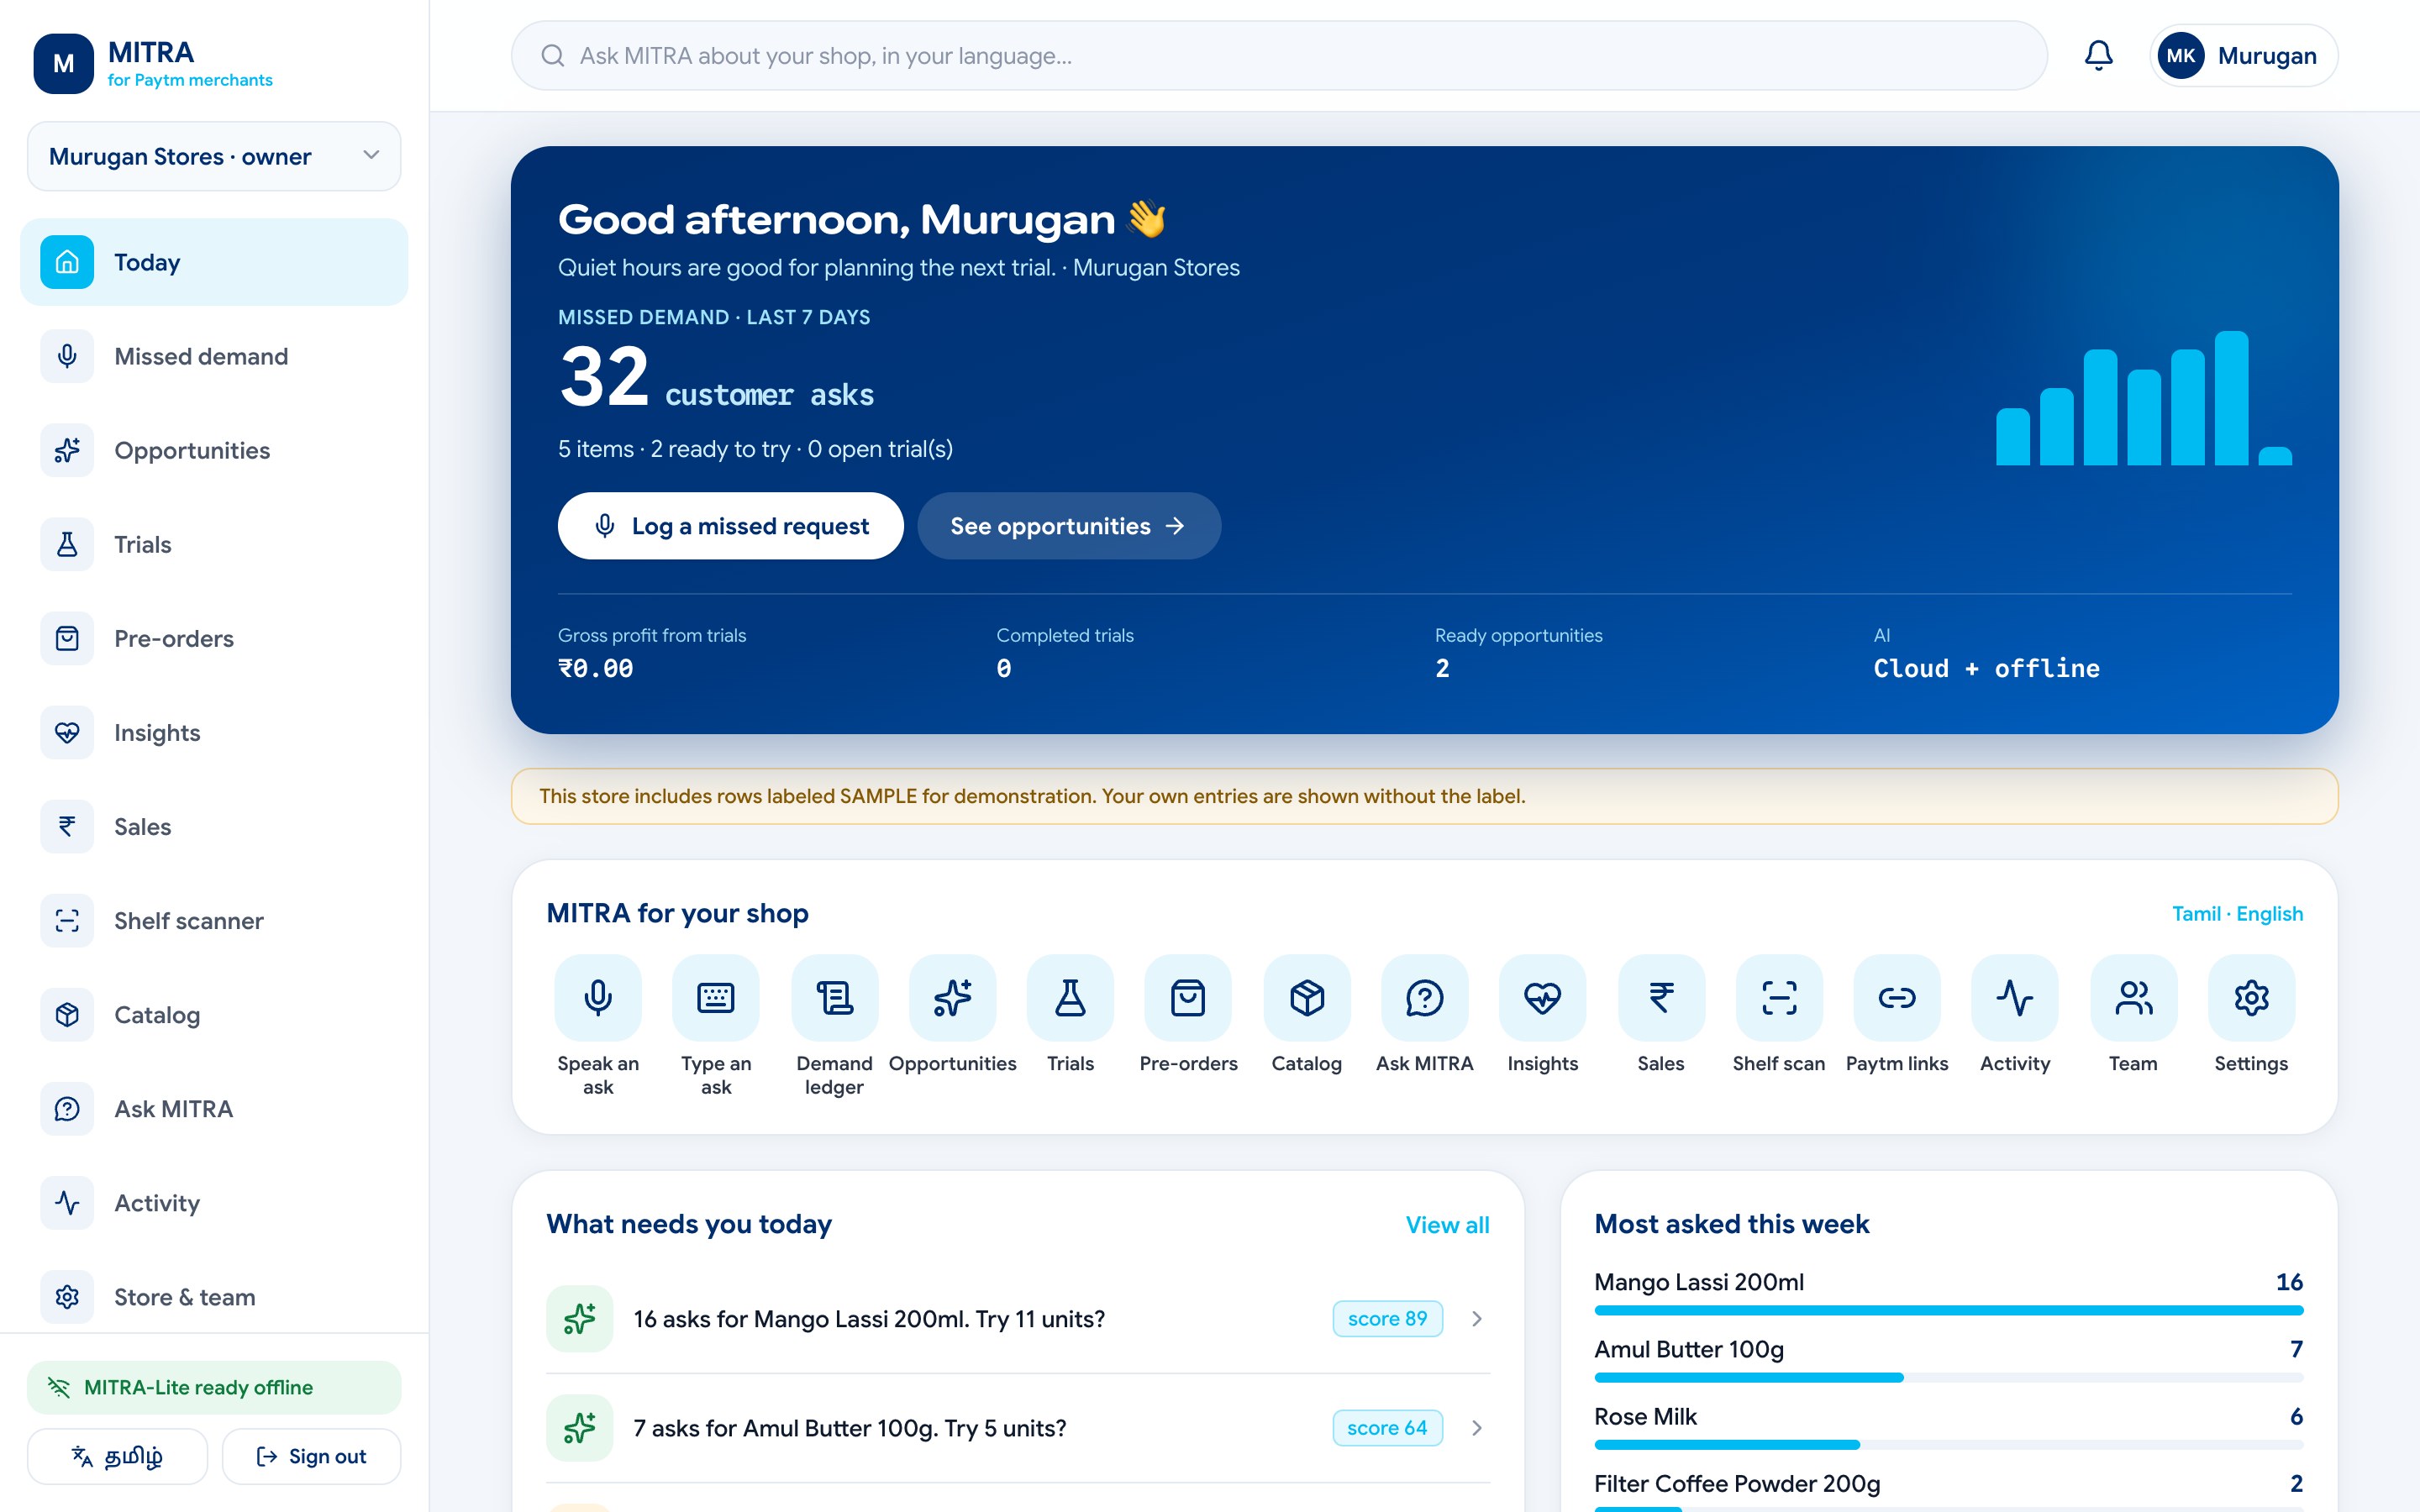 M
MITRA
for Paytm merchants
Murugan Stores · owner
Today
Missed demand
Opportunities
Trials
Pre-orders
Insights
Sales
Shelf scanner
Catalog
Ask MITRA
Activity
Store & team
MITRA-Lite ready offline
தமிழ்
Sign out
Ask MITRA about your shop, in your language...
MK
Murugan
Good afternoon, Murugan 👋
Quiet hours are good for planning the next trial. · Murugan Stores
MISSED DEMAND · LAST 7 DAYS
32 customer asks
5 items · 2 ready to try · 0 open trial(s)
Log a missed request
See opportunities →
Gross profit from trials
₹0.00
Completed trials
0
Ready opportunities
2
AI
Cloud + offline
This store includes rows labeled SAMPLE for demonstration. Your own entries are shown without the label.
MITRA for your shop
Tamil · English
Speak an
ask
Type an
ask
Demand
ledger
Opportunities
Trials
Pre-orders
Catalog
Ask MITRA
Insights
Sales
Shelf scan
Paytm links
Activity
Team
Settings
What needs you today
View all
16 asks for Mango Lassi 200ml. Try 11 units?
score 89
7 asks for Amul Butter 100g. Try 5 units?
score 64
Most asked this week
Mango Lassi 200ml
16
Amul Butter 100g
7
Rose Milk
6
Filter Coffee Powder 200g
2